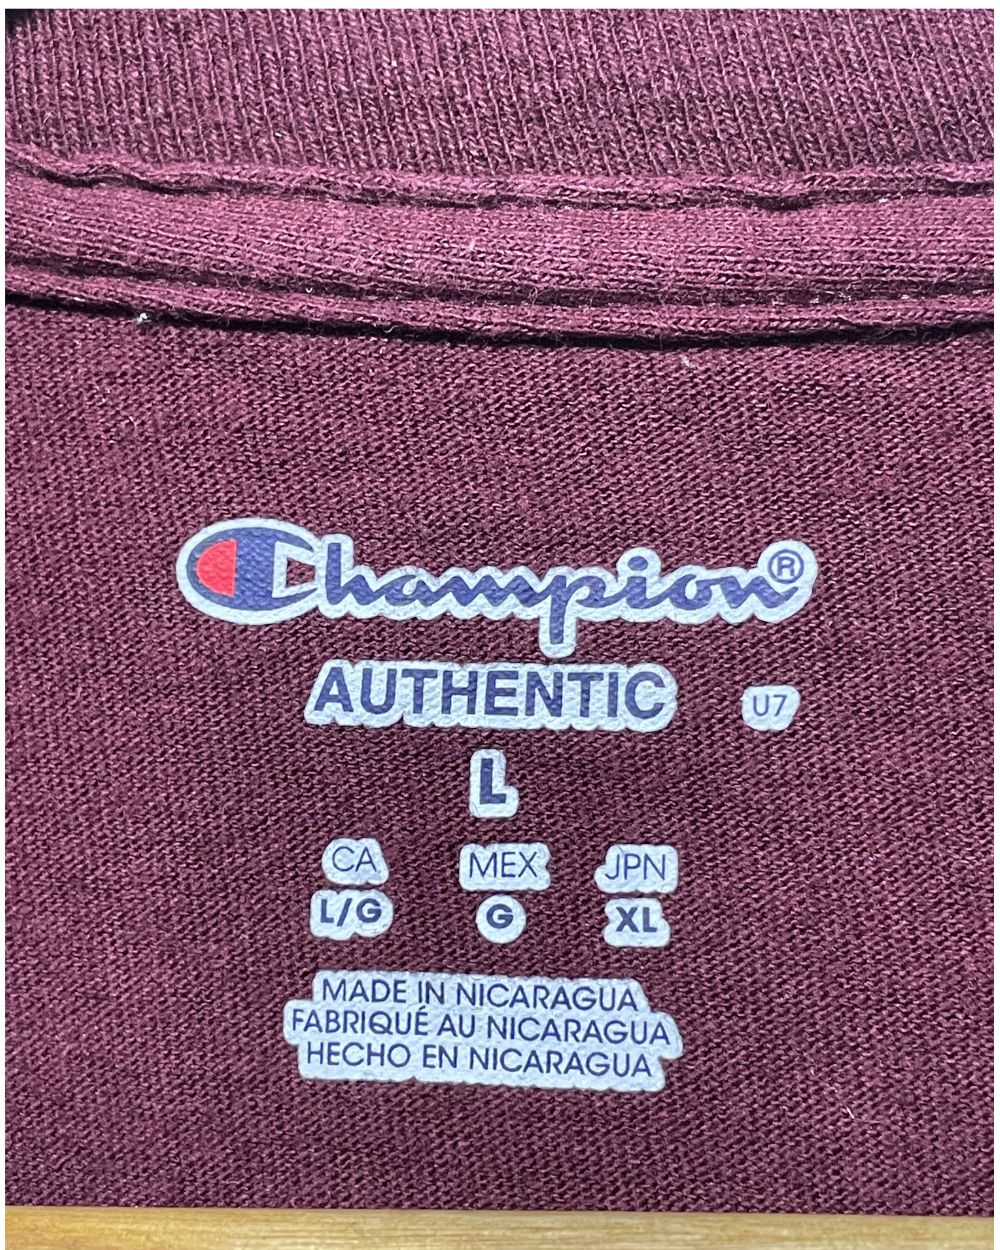 Champion®
AUTHENTIC
U7
L
CA MEX JPN
L/G G XL
MADE IN NICARAGUA
FABRIQUÉ AU NICARAGUA
HECHO EN NICARAGUA